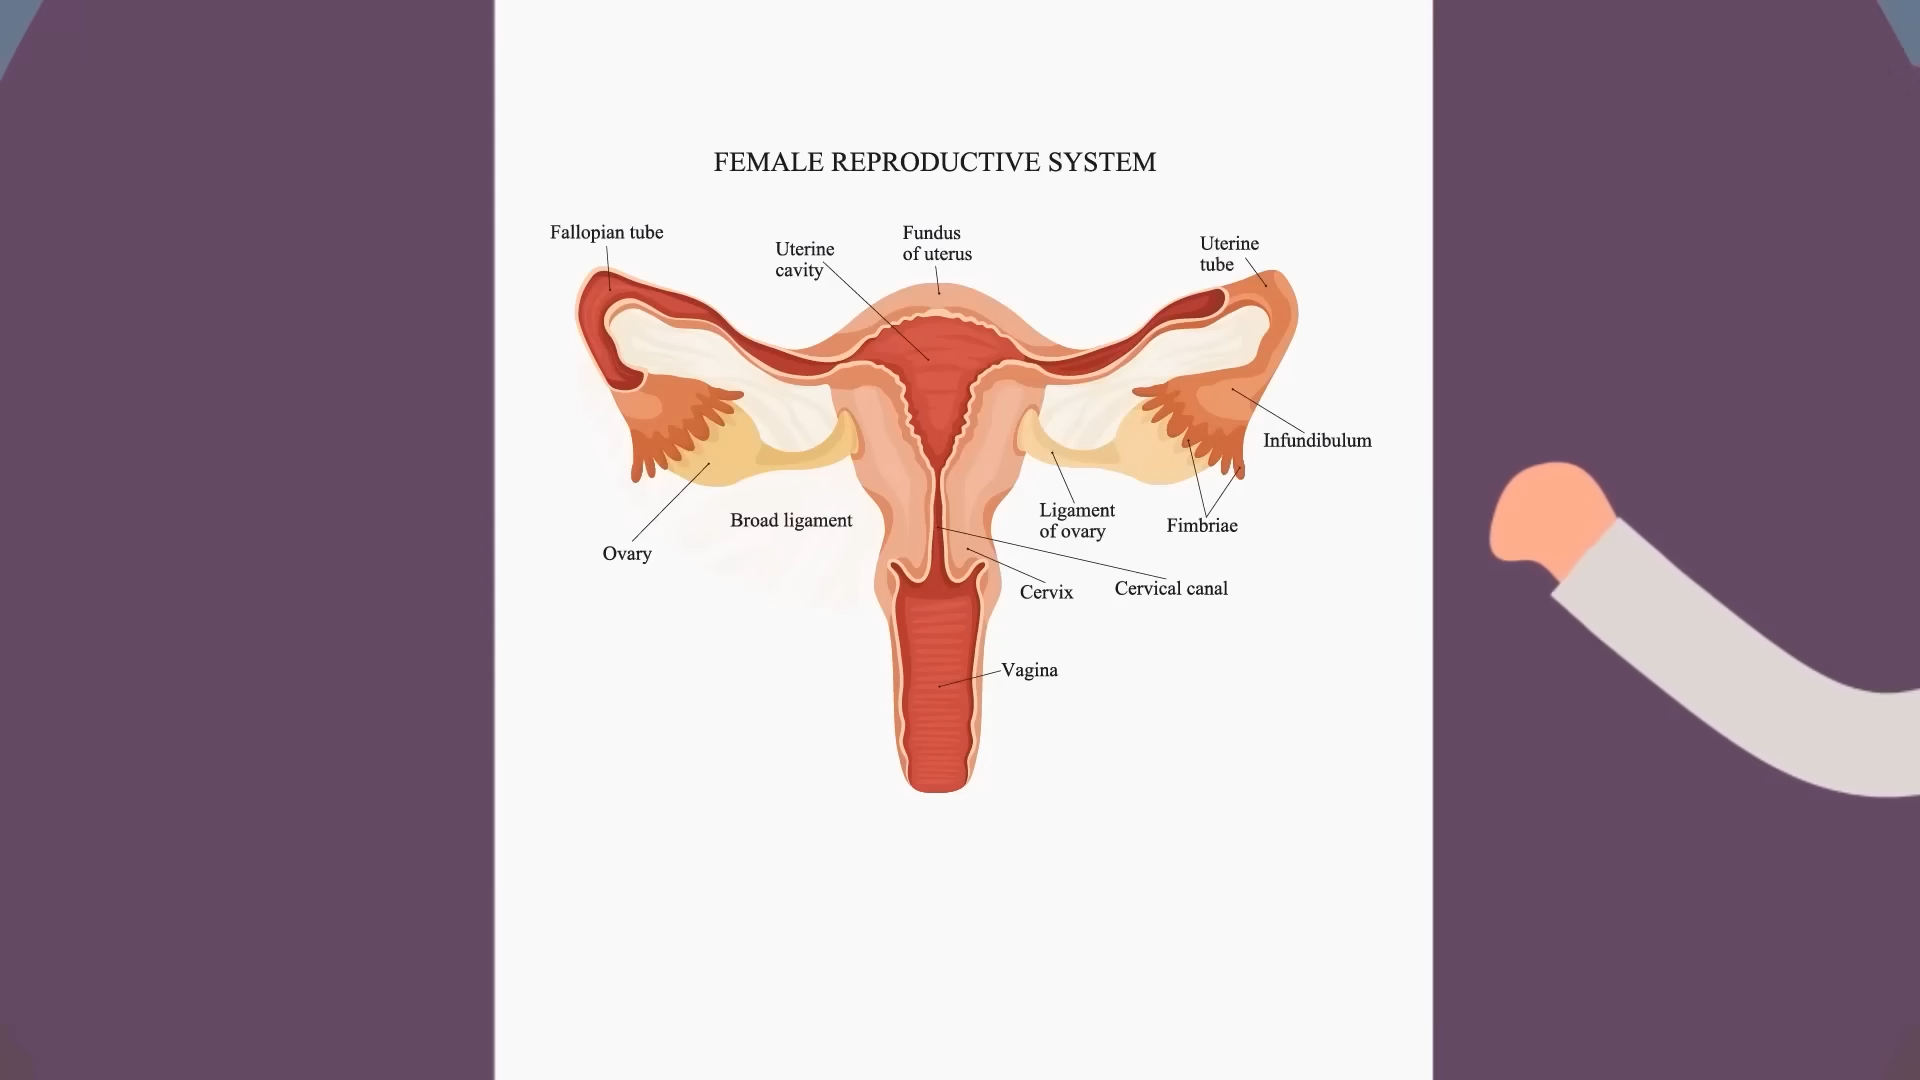 FEMALE REPRODUCTIVE SYSTEM
Fallopian tube
Uterine
cavity
Fundus
of uterus
Uterine
tube
Infundibulum
Ligament
of ovary
Fimbriae
Broad ligament
Ovary
Cervix
Cervical canal
Vagina